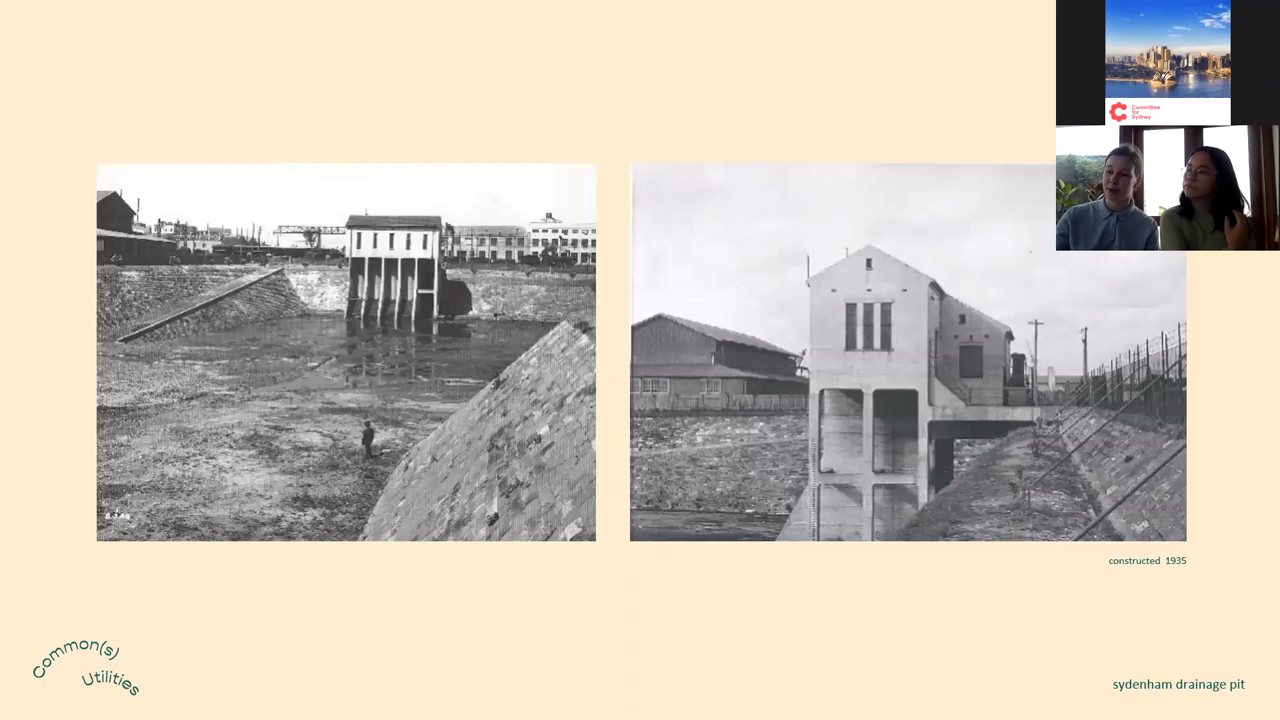 Committee
for
Sydney
constructed 1935
Common(s)
Utilities
sydenham drainage pit